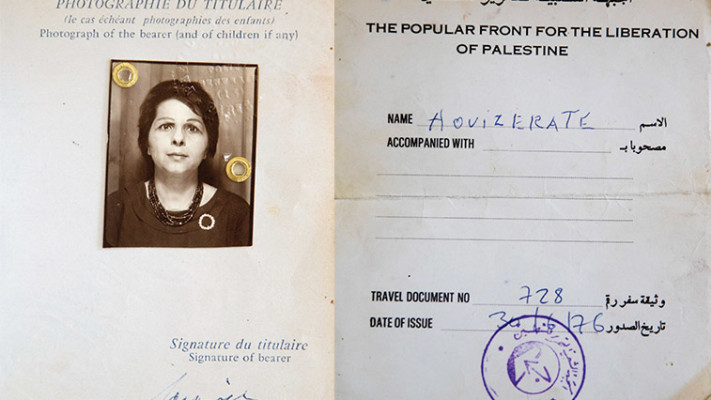 PHOTOGRAPHIE DU TITULAIRE
(le cas échéant photographies des enfants)
Photograph of the bearer (and of children if any)
Signature du titulaire
Signature of bearer
THE POPULAR FRONT FOR THE LIBERATION
OF PALESTINE
NAME AOUIZERATE الاسم
ACCOMPANIED WITH مصحوبا بـ
TRAVEL DOCUMENT NO 728 وثيقة سفر رقم
DATE OF ISSUE 76 تاريخ الصدور